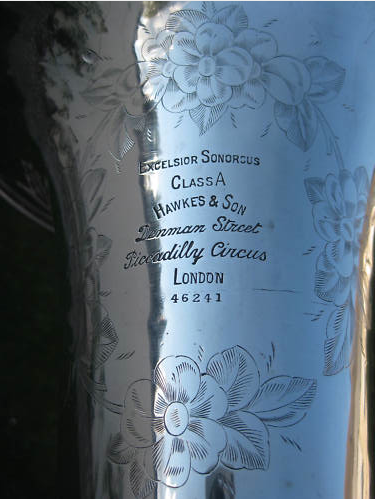 EXCELSIOR SONOROUS
CLASS A
HAWKES & SON
Denman Street
Piccadilly Circus
LONDON
46241